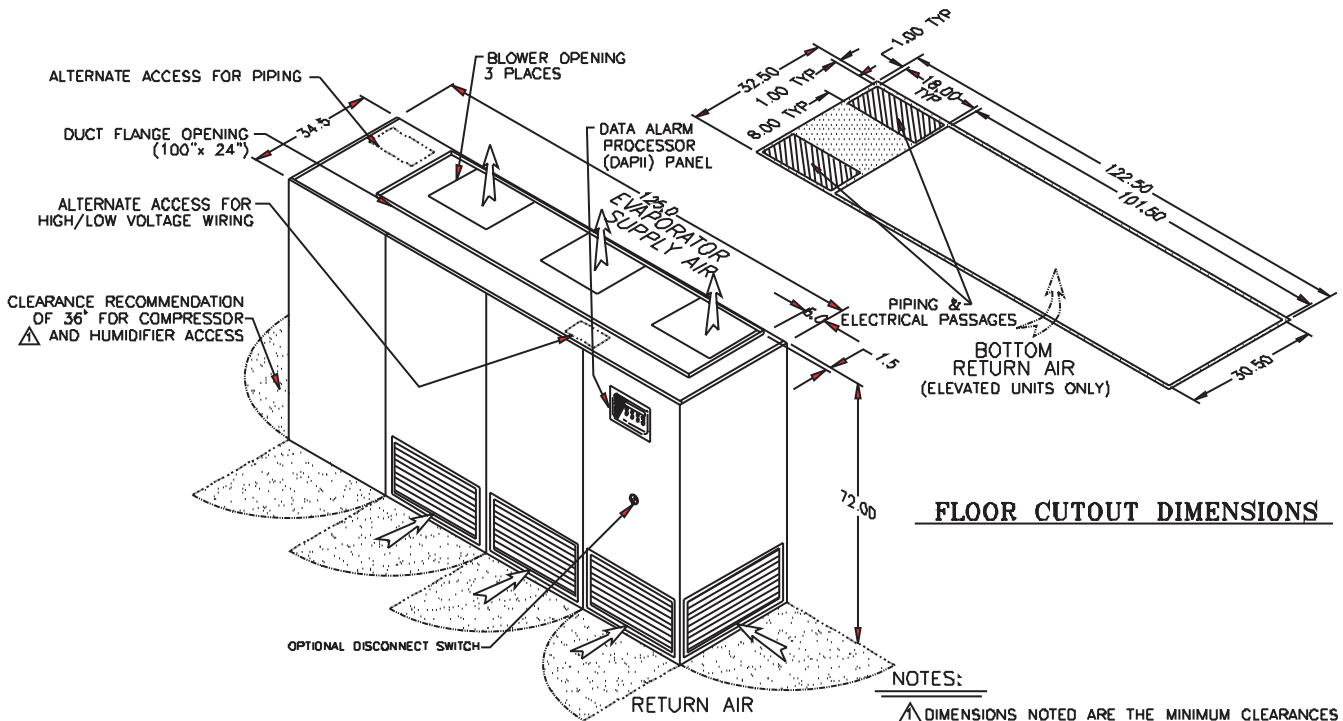 ALTERNATE ACCESS FOR PIPING
BLOWER OPENING
3 PLACES
34.5
DUCT FLANGE OPENING
(100"x 24")
DATA ALARM
PROCESSOR
(DAPII) PANEL
ALTERNATE ACCESS FOR
HIGH/LOW VOLTAGE WIRING
125.0
EVAPORATOR
SUPPLY AIR
CLEARANCE RECOMMENDATION
OF 36" FOR COMPRESSOR
1 AND HUMIDIFIER ACCESS
6.0
1.5
72.00
OPTIONAL DISCONNECT SWITCH
RETURN AIR
32.50
1.00 TYP
1.00 TYP
8.00 TYP
18.00
TYP
122.50
101.50
PIPING &
ELECTRICAL PASSAGES
BOTTOM
RETURN AIR
(ELEVATED UNITS ONLY)
30.50
FLOOR CUTOUT DIMENSIONS
NOTES:
1 DIMENSIONS NOTED ARE THE MINIMUM CLEARANCES